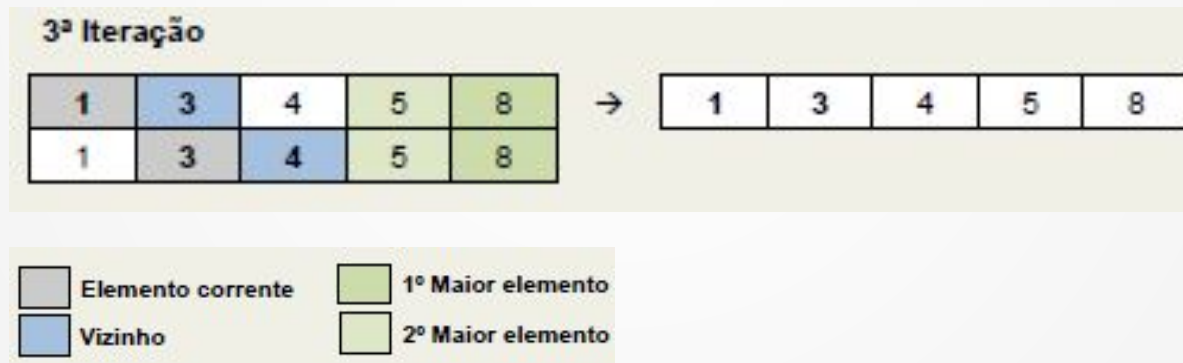 3ª Iteração
1 3 4 5 8 → 1 3 4 5 8
1 3 4 5 8
Elemento corrente 1º Maior elemento
Vizinho 2º Maior elemento